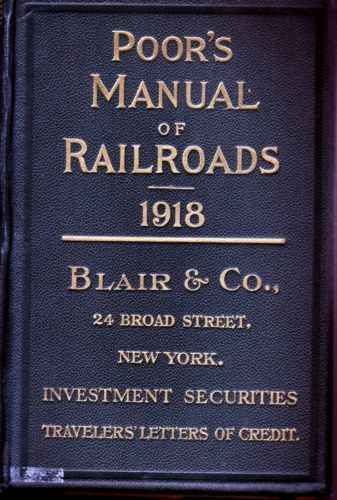 POOR'S
MANUAL
OF
RAILROADS
1918
BLAIR & CO.,
24 BROAD STREET,
NEW YORK.
INVESTMENT SECURITIES
TRAVELERS' LETTERS OF CREDIT.